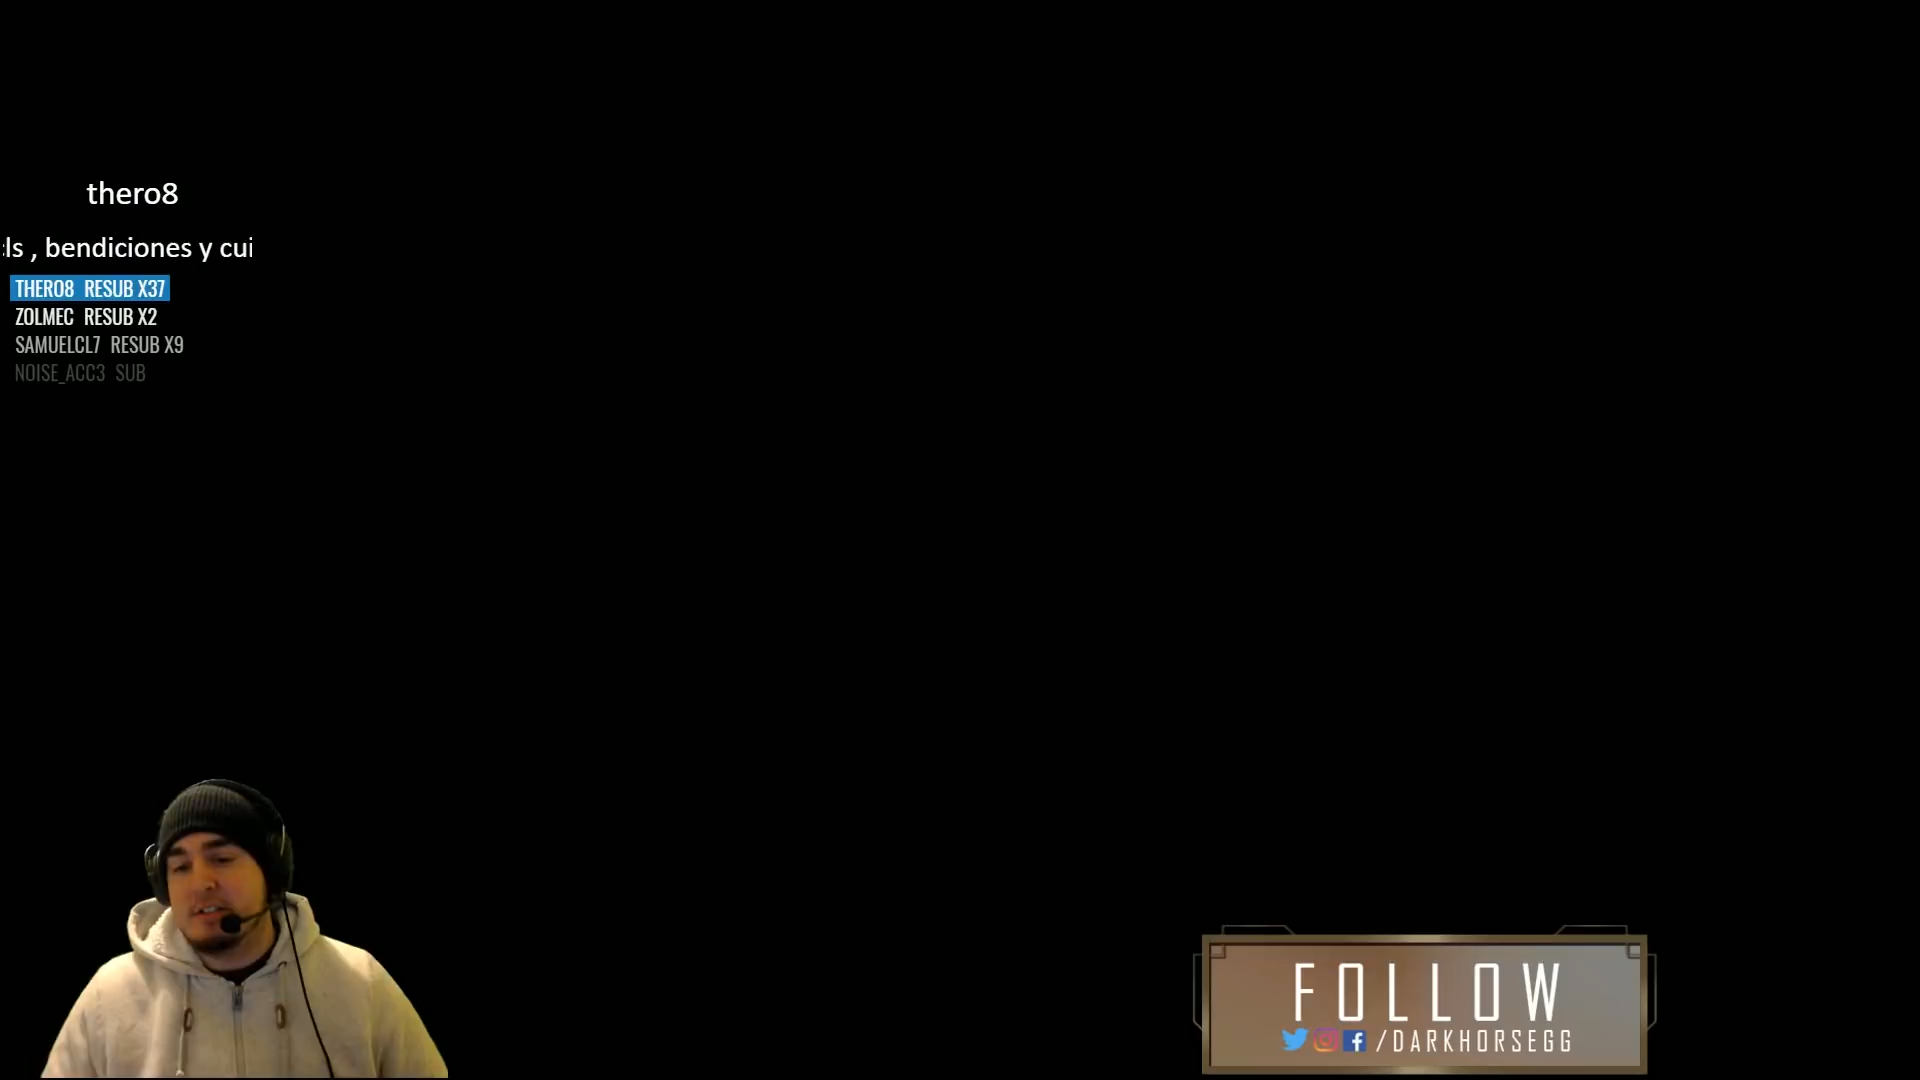 thero8
ls , bendiciones y cui
THERO8 RESUB X37
ZOLMEC RESUB X2
SAMUELCL7 RESUB X9
NOISE_ACC3 SUB
FOLLOW
/DARKHORSEGG